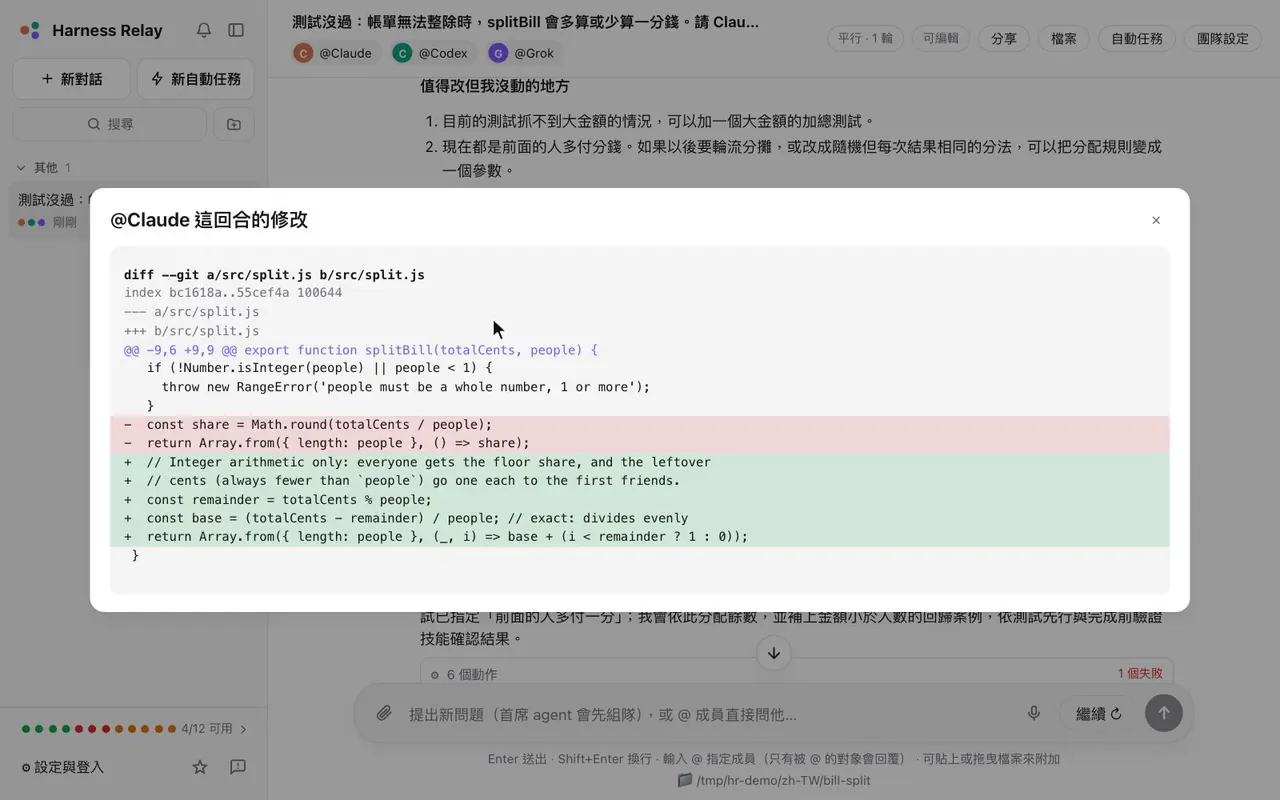 Harness Relay
新對話
新自動任務
搜尋
其他 1
測試沒過：
剛剛
4/12 可用
設定與登入
測試沒過：帳單無法整除時，splitBill 會多算或少算一分錢。請 Clau...
C @Claude
C @Codex
G @Grok
平行 · 1 輪
可編輯
分享
檔案
自動任務
團隊設定
值得改但我沒動的地方
1. 目前的測試抓不到大金額的情況，可以加一個大金額的加總測試。
2. 現在都是前面的人多付分錢。如果以後要輪流分攤，或改成隨機但每次結果相同的分法，可以把分配規則變成
一個參數。
@Claude 這回合的修改
×
diff --git a/src/split.js b/src/split.js
index bc1618a..55cef4a 100644
--- a/src/split.js
+++ b/src/split.js
@@ -9,6 +9,9 @@ export function splitBill(totalCents, people) {
if (!Number.isInteger(people) || people < 1) {
throw new RangeError('people must be a whole number, 1 or more');
}
- const share = Math.round(totalCents / people);
- return Array.from({ length: people }, () => share);
+ // Integer arithmetic only: everyone gets the floor share, and the leftover
+ // cents (always fewer than `people`) go one each to the first friends.
+ const remainder = totalCents % people;
+ const base = (totalCents - remainder) / people; // exact: divides evenly
+ return Array.from({ length: people }, (_, i) => base + (i < remainder ? 1 : 0));
}
試已指定「前面的人多付一分」；我會依此分配餘數，並補上金額小於人數的回歸案例，依測試先行與完成前驗證
技能確認結果。
6 個動作
1 個失敗
提出新問題（首席 agent 會先組隊），或 @ 成員直接問他...
繼續
Enter 送出 · Shift+Enter 換行 · 輸入 @ 指定成員（只有被 @ 的對象會回覆） · 可貼上或拖曳檔案來附加
/tmp/hr-demo/zh-TW/bill-split